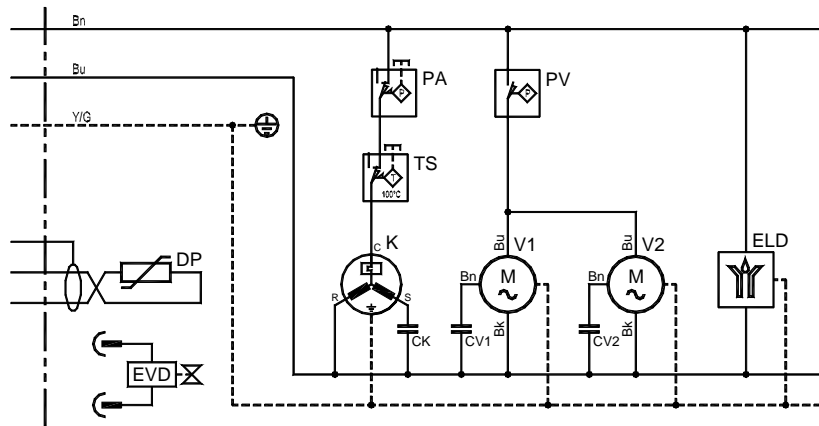 Bn
Bu
Y/G
PA
P
PV
P
TS
T
100°C
DP
EVD
C
K
R
S
CK
Bu
V1
Bn
M
CV1
Bk
Bu
V2
Bn
M
CV2
Bk
ELD